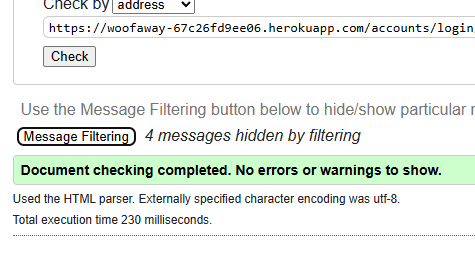 Check by address
https://woofaway-67c26fd9ee06.herokuapp.com/accounts/login
Check
Use the Message Filtering button below to hide/show particular
Message Filtering 4 messages hidden by filtering
Document checking completed. No errors or warnings to show.
Used the HTML parser. Externally specified character encoding was utf-8.
Total execution time 230 milliseconds.